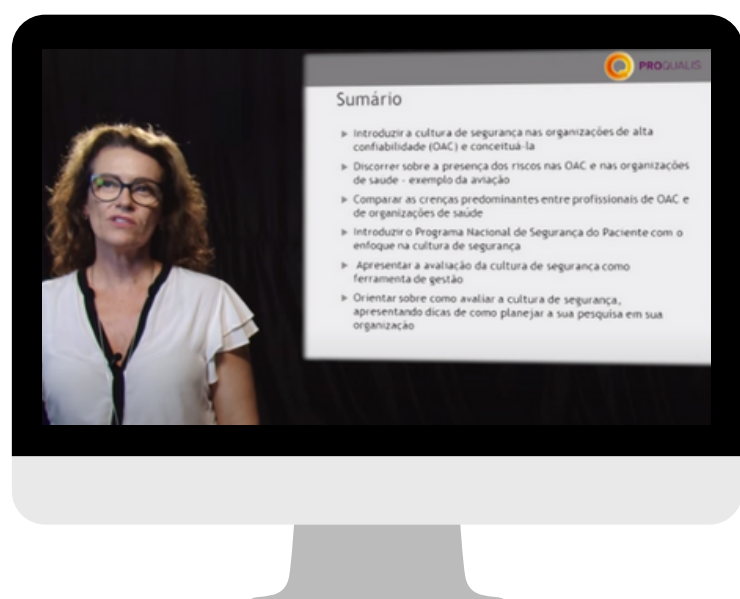 PROQUALIS
Sumário
Introduzir a cultura de segurança nas organizações de alta
confiabilidade (OAC) e conceituá-la
Discorrer sobre a presença dos riscos nas OAC e nas organizações
de saúde - exemplo da aviação
Comparar as crenças predominantes entre profissionais de OAC e
de organizações de saúde
Introduzir o Programa Nacional de Segurança do Paciente com o
enfoque na cultura de segurança
Apresentar a avaliação da cultura de segurança como
ferramenta de gestão
Orientar sobre como avaliar a cultura de segurança,
apresentando dicas de como planejar a sua pesquisa em sua
organização